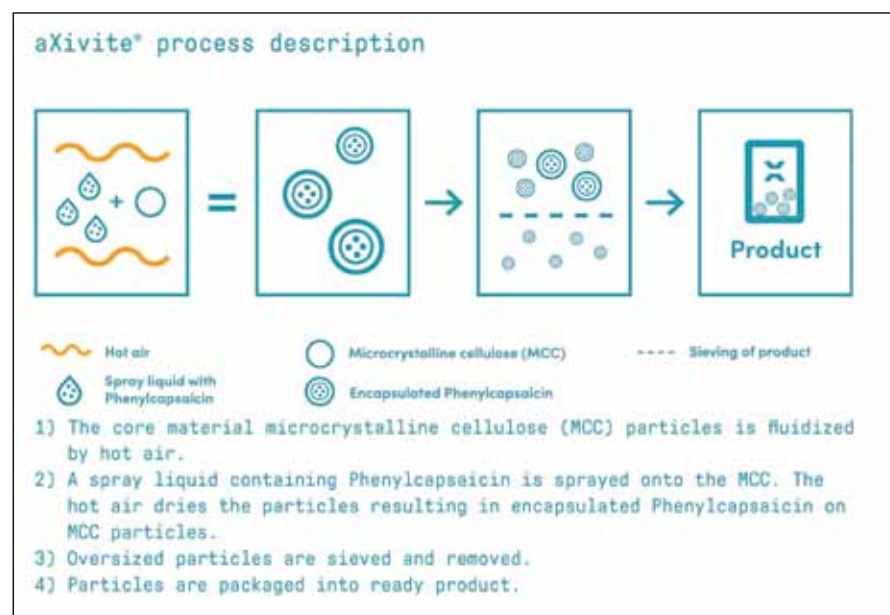 aXivite® process description
+
=
Product
Hot air
Microcrystalline cellulose (MCC)
Sieving of product
Spray liquid with
Phenylcapsaicin
Encapsulated Phenylcapsaicin
1) The core material microcrystalline cellulose (MCC) particles is fluidized
by hot air.
2) A spray liquid containing Phenylcapsaicin is sprayed onto the MCC. The
hot air dries the particles resulting in encapsulated Phenylcapsaicin on
MCC particles.
3) Oversized particles are sieved and removed.
4) Particles are packaged into ready product.